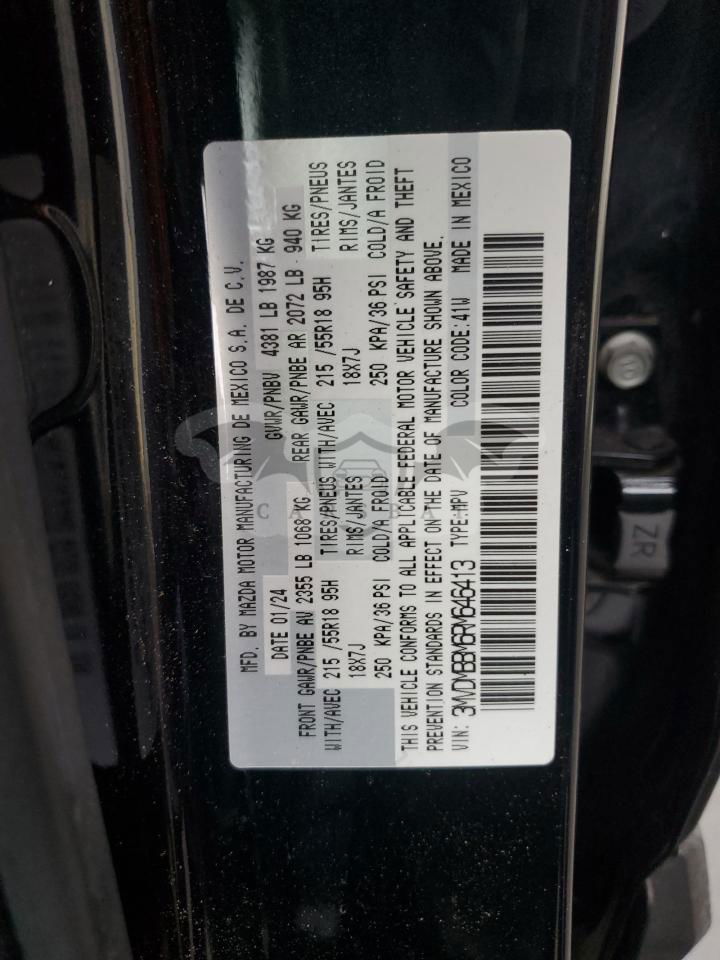 MFD. BY MAZDA MOTOR MANUFACTURING DE MEXICO S.A. DE C.V.
DATE 01/24 GVWR/PNBV 4381 LB 1987 KG
FRONT GAWR/PNBE AV 2355 LB 1068 KG REAR GAWR/PNBE AR 2072 LB 940 KG
WITH/AVEC 215 /55R18 95H TIRES/PNEUS WITH/AVEC 215 /55R18 95H TIRES/PNEUS
18X7J RIMS/JANTES 18X7J RIMS/JANTES
250 KPA/36 PSI COLD/A FROID 250 KPA/36 PSI COLD/A FROID
THIS VEHICLE CONFORMS TO ALL APPLICABLE FEDERAL MOTOR VEHICLE SAFETY AND THEFT
PREVENTION STANDARDS IN EFFECT ON THE DATE OF MANUFACTURE SHOWN ABOVE.
VIN: 3MVDMBBM6RM646413 TYPE:MPV COLOR CODE:41W MADE IN MEXICO
ZR